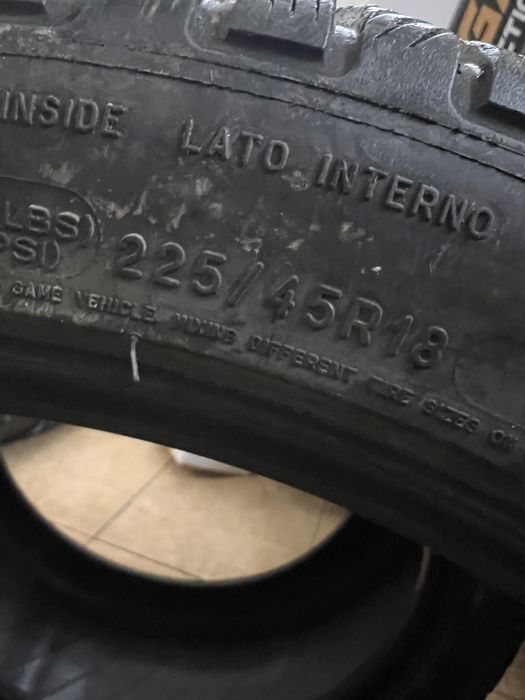 INSIDE LATO INTERNO
LBS)
PSI)
225/45R18
SAME VEHICLE. MIXING DIFFERENT TIRE SIZES ON